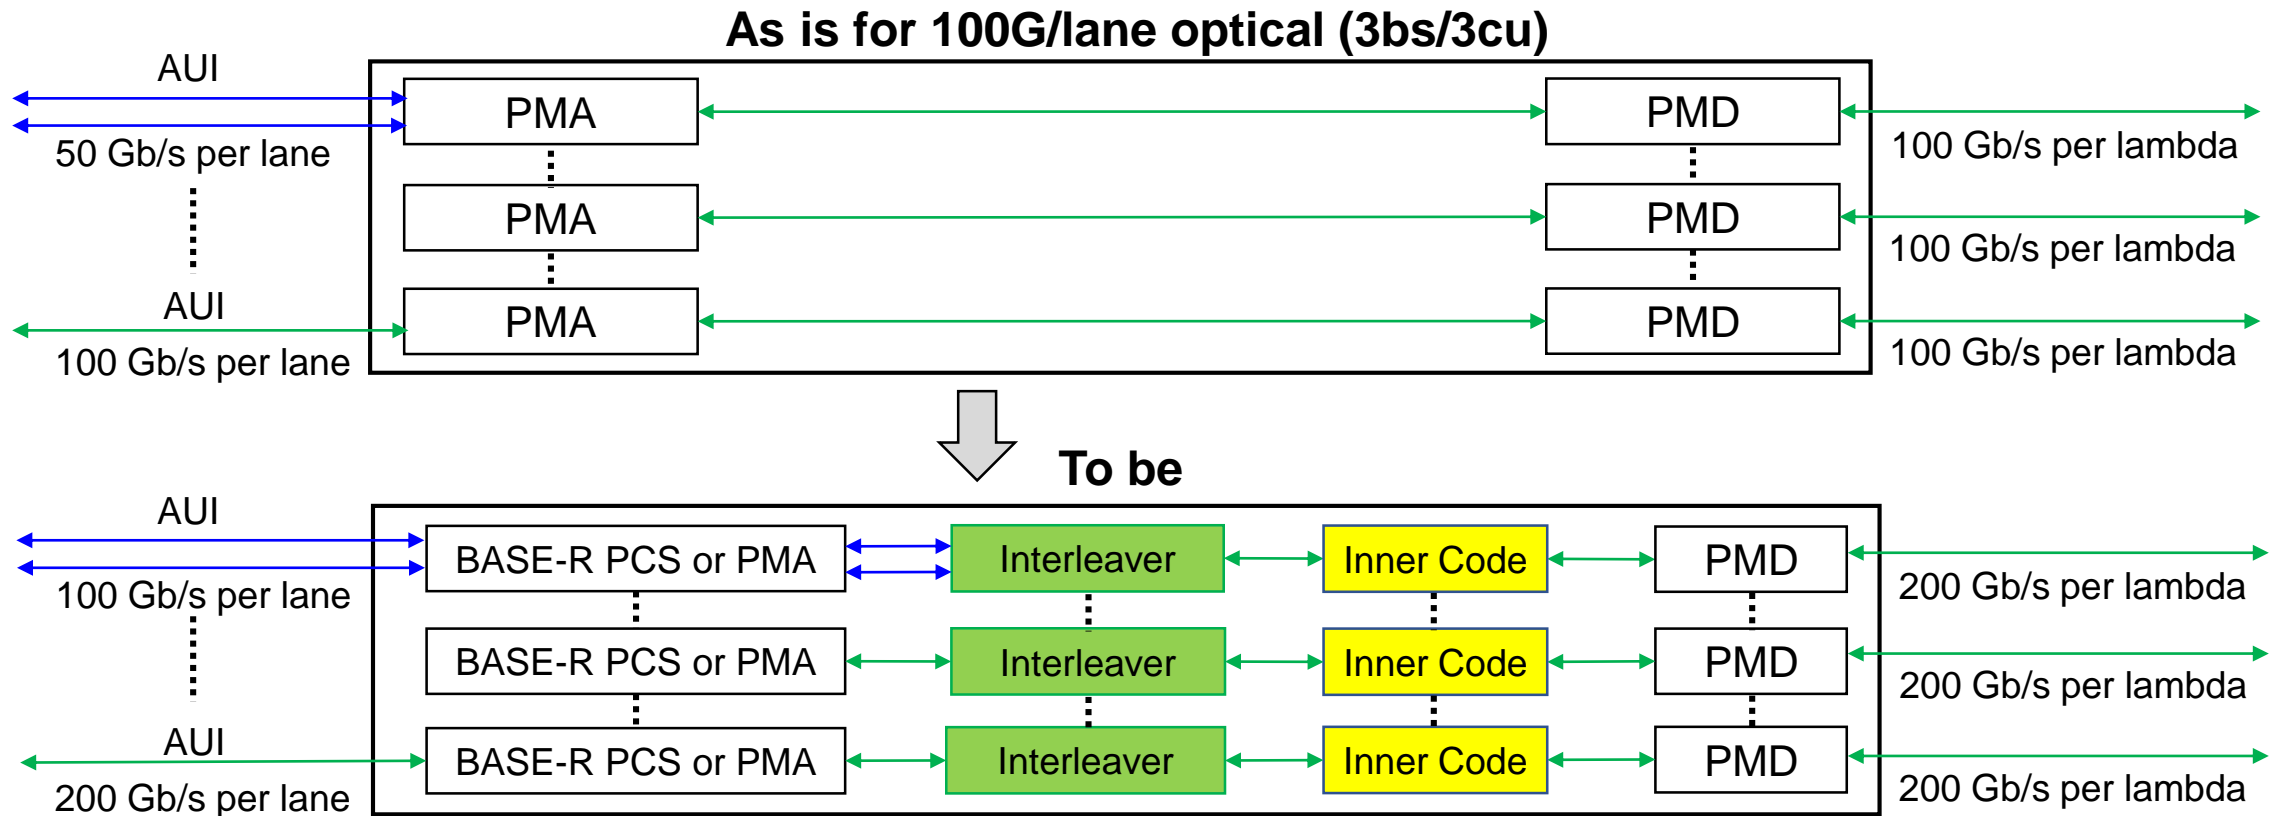 As is for 100G/lane optical (3bs/3cu)
AUI
PMA
PMD
50 Gb/s per lane
100 Gb/s per lambda
PMA
PMD
100 Gb/s per lambda
AUI
PMA
PMD
100 Gb/s per lane
100 Gb/s per lambda
To be
AUI
BASE-R PCS or PMA
Interleaver
Inner Code
PMD
100 Gb/s per lane
200 Gb/s per lambda
BASE-R PCS or PMA
Interleaver
Inner Code
PMD
200 Gb/s per lambda
AUI
BASE-R PCS or PMA
Interleaver
Inner Code
PMD
200 Gb/s per lane
200 Gb/s per lambda